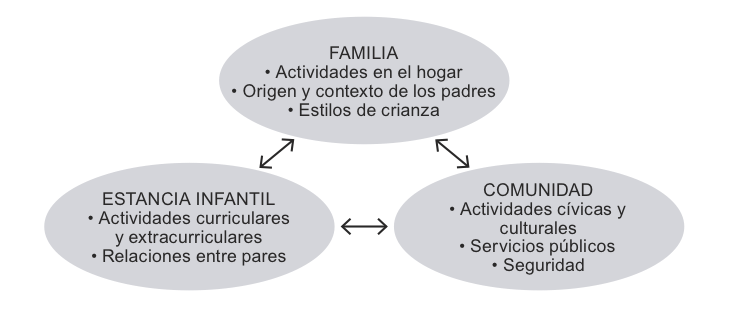 FAMILIA
• Actividades en el hogar
• Origen y contexto de los padres
• Estilos de crianza
ESTANCIA INFANTIL
• Actividades curriculares
y extracurriculares
• Relaciones entre pares
COMUNIDAD
• Actividades cívicas y
culturales
• Servicios públicos
• Seguridad